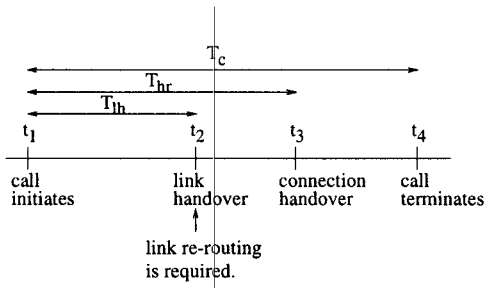 T_c
T_hr
T_lh
t_1 t_2 t_3 t_4
call initiates
link handover
connection handover
call terminates
link re-routing
is required.